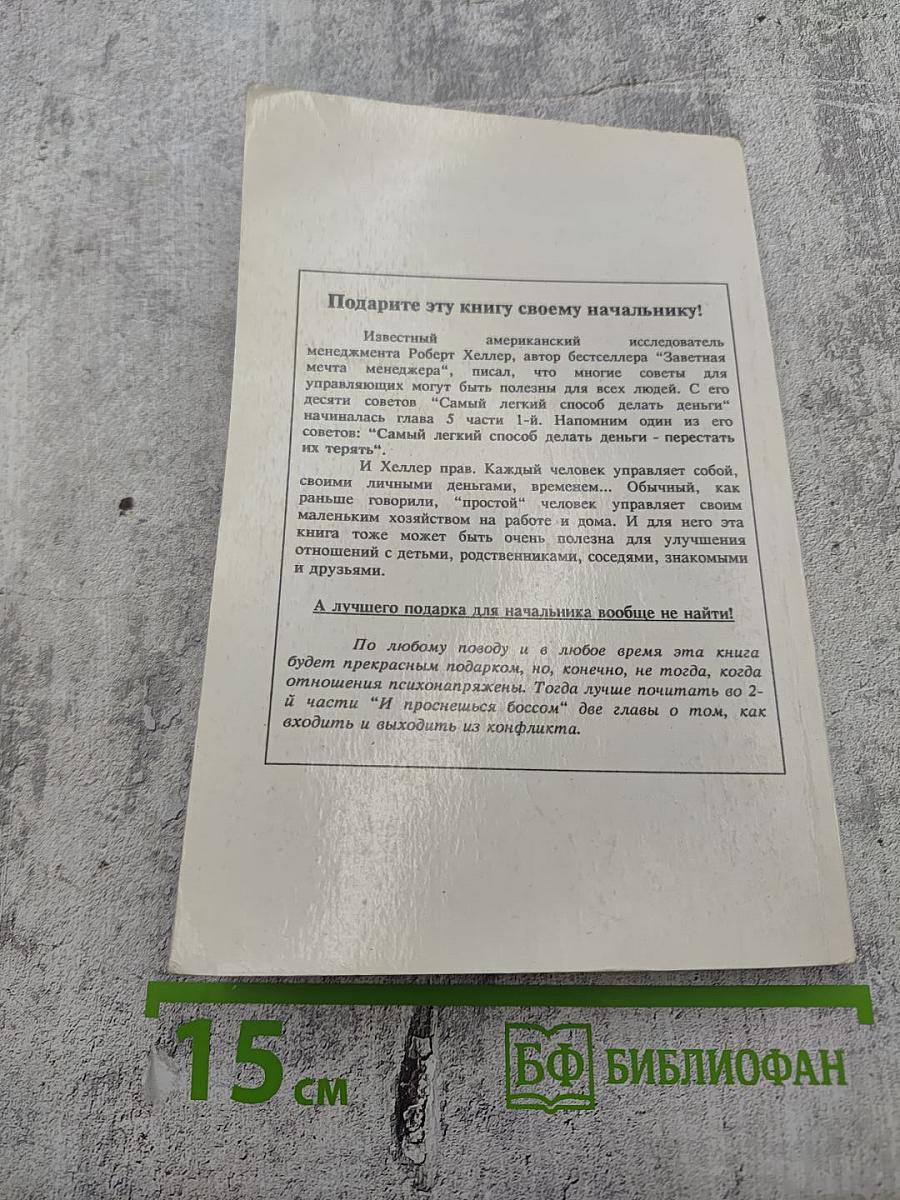 Подарите эту книгу своему начальнику!
Известный американский исследователь
менеджмента Роберт Хеллер, автор бестселлера "Заветная
мечта менеджера", писал, что многие советы для
управляющих могут быть полезны для всех людей. С его
десяти советов "Самый легкий способ делать деньги"
начиналась глава 5 части 1-й. Напомним один из его
советов: "Самый легкий способ делать деньги - перестать
их терять".
И Хеллер прав. Каждый человек управляет собой,
своими личными деньгами, временем... Обычный, как
раньше говорили, "простой" человек управляет своим
маленьким хозяйством на работе и дома. И для него эта
книга тоже может быть очень полезна для улучшения
отношений с детьми, родственниками, соседями, знакомыми
и друзьями.
А лучшего подарка для начальника вообще не найти!
По любому поводу и в любое время эта книга
будет прекрасным подарком, но, конечно, не тогда, когда
отношения психонапряжены. Тогда лучше почитать во 2-
й части "И проснешься боссом" две главы о том, как
входить и выходить из конфликта.
15 см
БФ БИБЛИОФАН